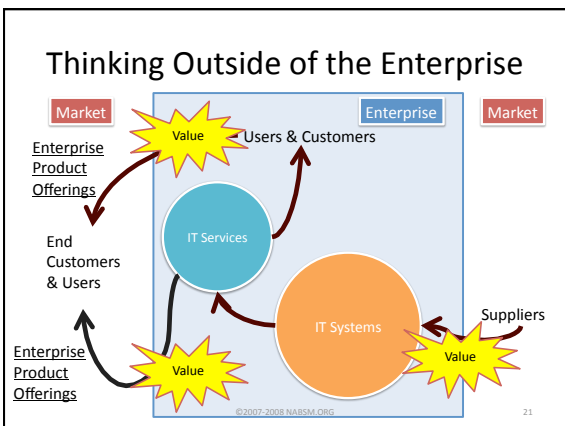 Thinking Outside of the Enterprise
Market
Enterprise
Market
Value
Users & Customers
Enterprise
Product
Offerings
IT Services
End
Customers
& Users
IT Systems
Suppliers
Value
Enterprise
Product
Offerings
Value
©2007-2008 NABSM.ORG
21